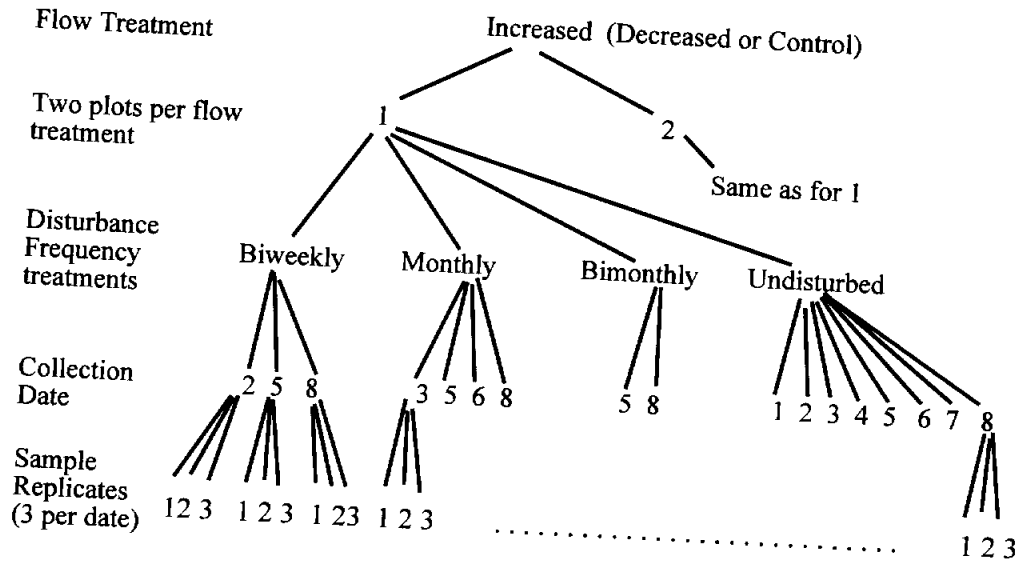 Flow Treatment
Increased (Decreased or Control)
Two plots per flow
treatment
1
2
Same as for 1
Disturbance
Frequency
treatments
Biweekly
Monthly
Bimonthly
Undisturbed
Collection
Date
2 5 8
3 5 6 8
5 8
1 2 3 4 5 6 7 8
Sample
Replicates
(3 per date)
12 3 1 2 3 1 23 1 2 3 ........................... 1 2 3